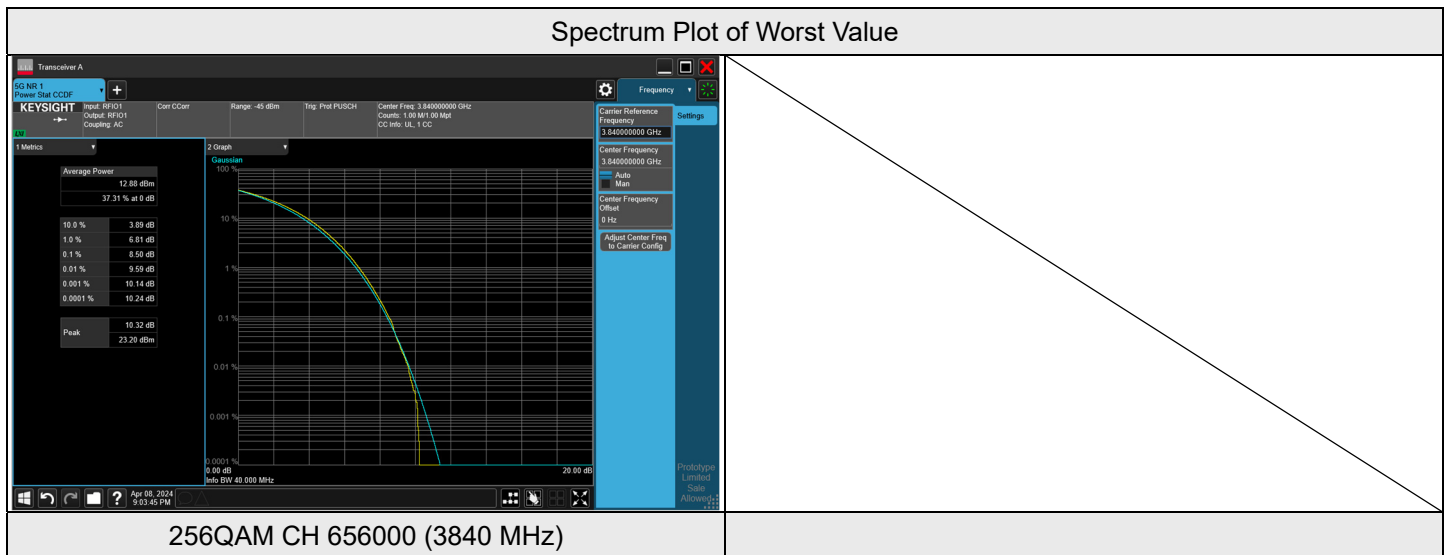 Spectrum Plot of Worst Value
Transceiver A
5G NR 1
Power Stat CCDF
Frequency
KEYSIGHT
Input: RFIO1
Output: RFIO1
Coupling: AC
Corr CCorr
Range: -45 dBm
Trig: Prot PUSCH
Center Freq: 3.840000000 GHz
Counts: 1.00 M/1.00 Mpt
CC Info: UL, 1 CC
1 Metrics
Average Power
12.88 dBm
37.31 % at 0 dB
10.0 % 3.89 dB
1.0 % 6.81 dB
0.1 % 8.50 dB
0.01 % 9.59 dB
0.001 % 10.14 dB
0.0001 % 10.24 dB
Peak
10.32 dB
23.20 dBm
2 Graph
Gaussian
100 %
10 %
1 %
0.1 %
0.01 %
0.001 %
0.0001 %
0.00 dB
20.00 dB
Info BW 40.000 MHz
Carrier Reference
Frequency
3.840000000 GHz
Center Frequency
3.840000000 GHz
Auto
Man
Center Frequency
Offset
0 Hz
Adjust Center Freq
to Carrier Config
Settings
Prototype
Limited
Sale
Allowed
?
Apr 08, 2024
9:03:45 PM
256QAM CH 656000 (3840 MHz)